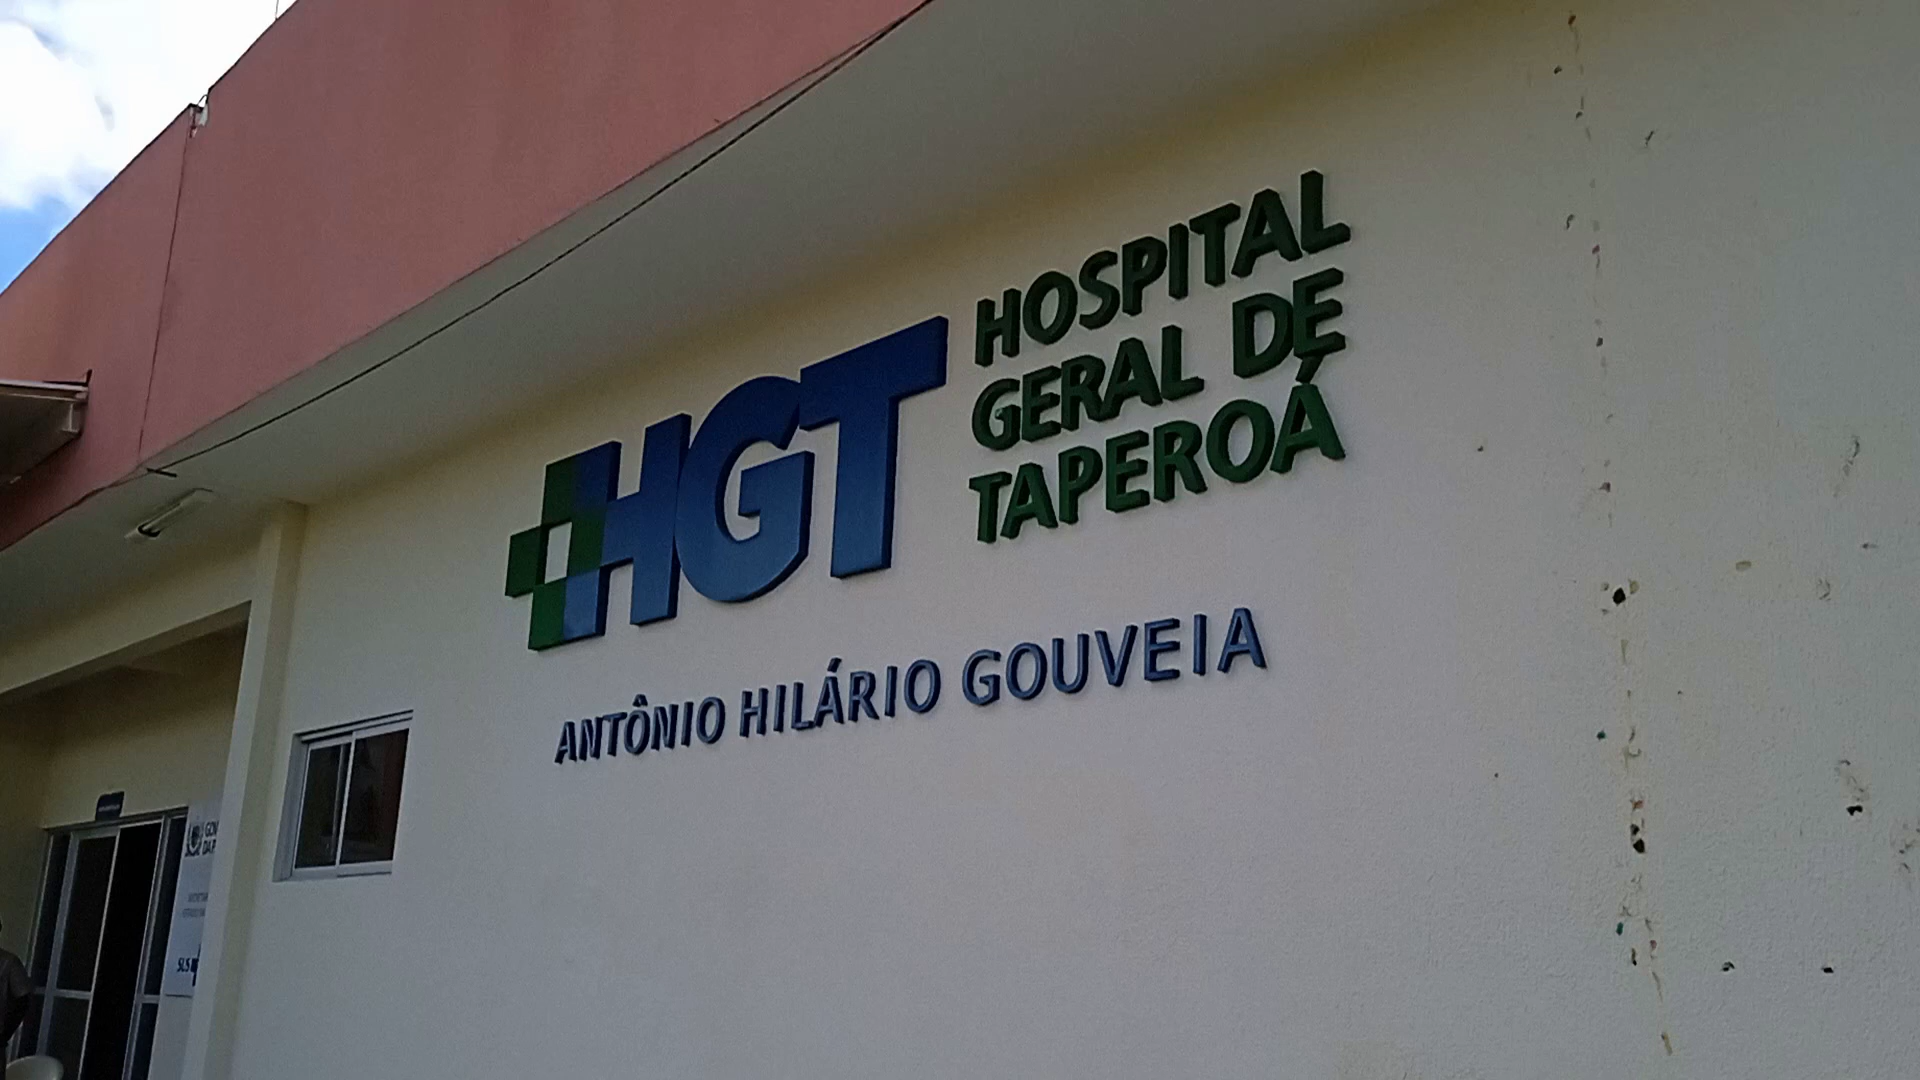 HGT
HOSPITAL
GERAL DE
TAPEROÁ
ANTÔNIO HILÁRIO GOUVEIA